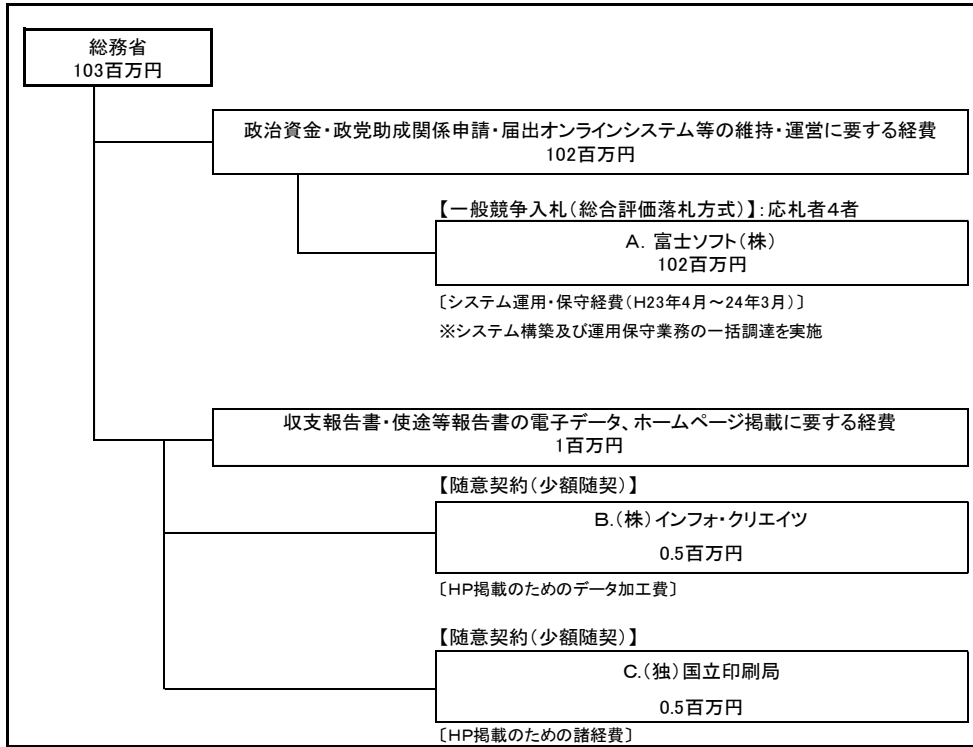 総務省
103百万円
政治資金・政党助成関係申請・届出オンラインシステム等の維持・運営に要する経費
102百万円
【一般競争入札（総合評価落札方式）】：応札者４者
Ａ．富士ソフト（株）
102百万円
〔システム運用・保守経費（H23年４月～24年３月）〕
※システム構築及び運用保守業務の一括調達を実施
収支報告書・使途等報告書の電子データ、ホームページ掲載に要する経費
1百万円
【随意契約（少額随契）】
Ｂ．（株）インフォ・クリエイツ
0.5百万円
〔ＨＰ掲載のためのデータ加工費〕
【随意契約（少額随契）】
Ｃ．（独）国立印刷局
0.5百万円
〔ＨＰ掲載のための諸経費〕